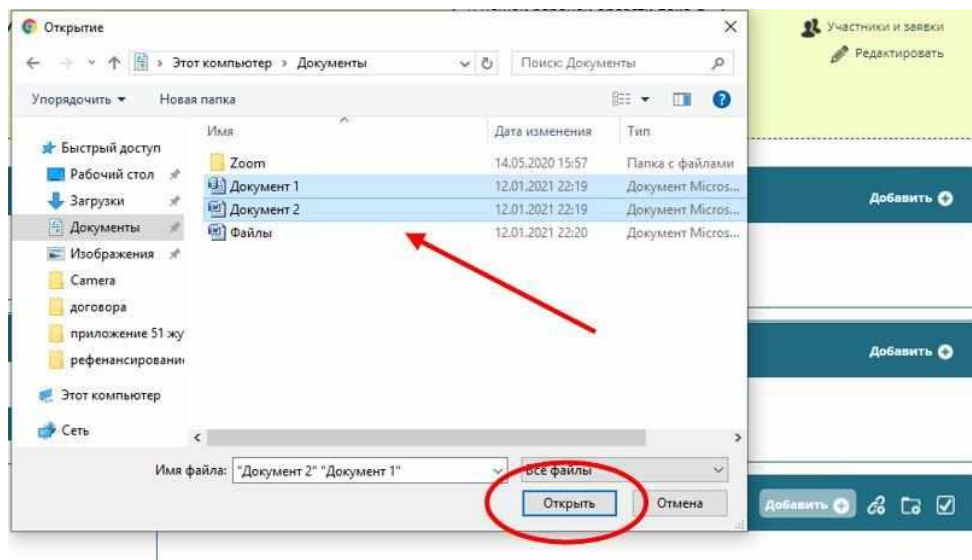 Открытие
Участники и заявки
Редактировать
Этот компьютер › Документы
Поиск: Документы
Упорядочить
Новая папка
Имя
Дата изменения
Тип
Быстрый доступ
Рабочий стол
Загрузки
Документы
Изображения
Camera
договора
приложение 51 жу
рефенансировани
Этот компьютер
Сеть
Zoom 14.05.2020 15:57 Папка с файлами
Документ 1 12.01.2021 22:19 Документ Micros...
Документ 2 12.01.2021 22:19 Документ Micros...
Файлы 12.01.2021 22:20 Документ Micros...
Добавить
Добавить
Имя файла: "Документ 2" "Документ 1"
Все файлы
Открыть
Отмена
Добавить